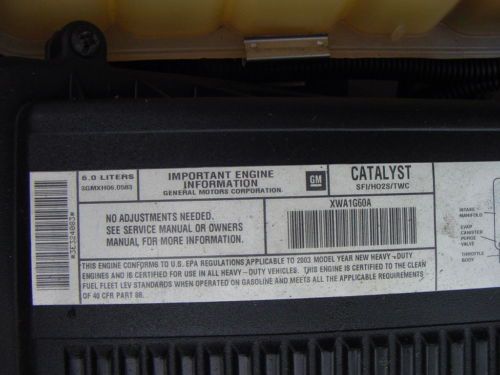 6.0 LITERS
3GMXH06.0583
IMPORTANT ENGINE
INFORMATION
GENERAL MOTORS CORPORATION
GM
CATALYST
SFI/HO2S/TWC
XWA1G60A
NO ADJUSTMENTS NEEDED.
SEE SERVICE MANUAL OR OWNERS
MANUAL FOR MORE INFORMATION.
THIS ENGINE CONFORMS TO U.S. EPA REGULATIONS APPLICABLE TO 2003 MODEL YEAR NEW HEAVY-DUTY
ENGINES AND IS CERTIFIED FOR USE IN ALL HEAVY-DUTY VEHICLES. THIS ENGINE IS CERTIFIED TO THE CLEAN
FUEL FLEET LEV STANDARDS WHEN OPERATED ON GASOLINE AND MEETS ALL THE APPLICABLE REQUIREMENTS
OF 40 CFR PART 88.
INTAKE
MANIFOLD
EVAP
CANISTER
PURGE
VALVE
THROTTLE
BODY